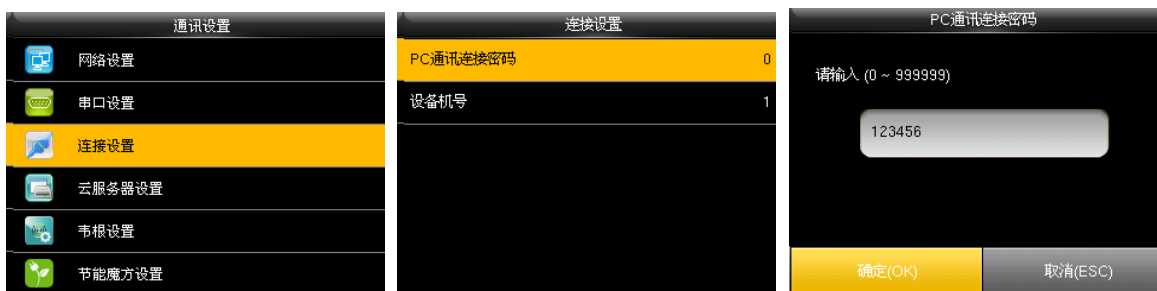 通讯设置
网络设置
串口设置
连接设置
云服务器设置
韦根设置
节能魔方设置
连接设置
PC通讯连接密码 0
设备机号 1
PC通讯连接密码
请输入 (0 ~ 999999)
123456
确定(OK) 取消(ESC)